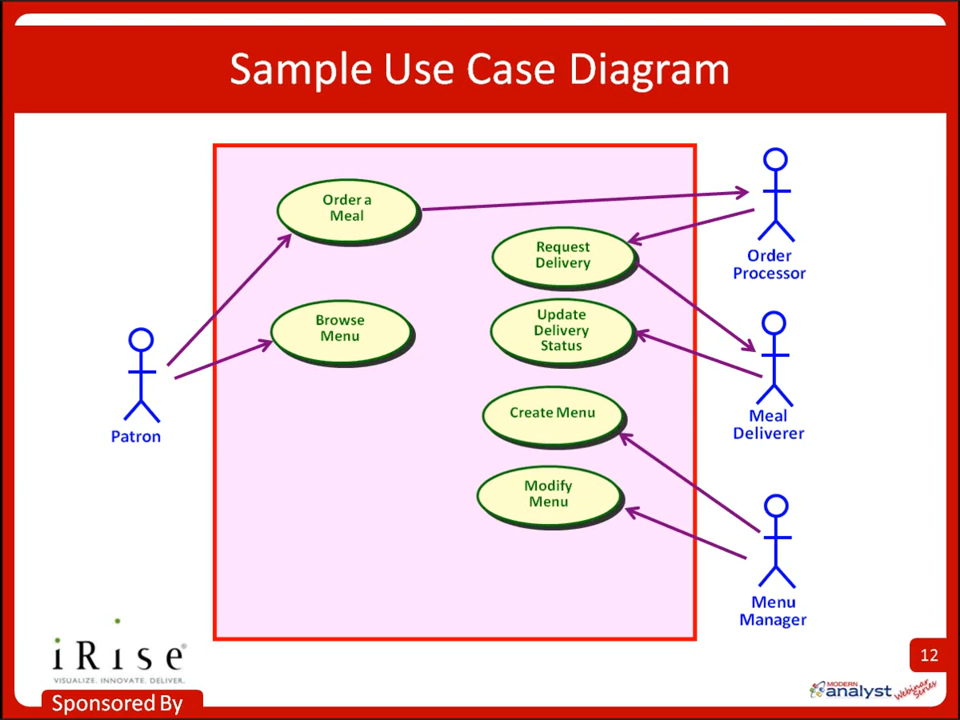 Sample Use Case Diagram
Order a
Meal
Request
Delivery
Order
Processor
Browse
Menu
Update
Delivery
Status
Patron
Create Menu
Meal
Deliverer
Modify
Menu
Menu
Manager
iRise®
VISUALIZE. INNOVATE. DELIVER.
Sponsored By
12
MODERN
analyst
Webinar
Series